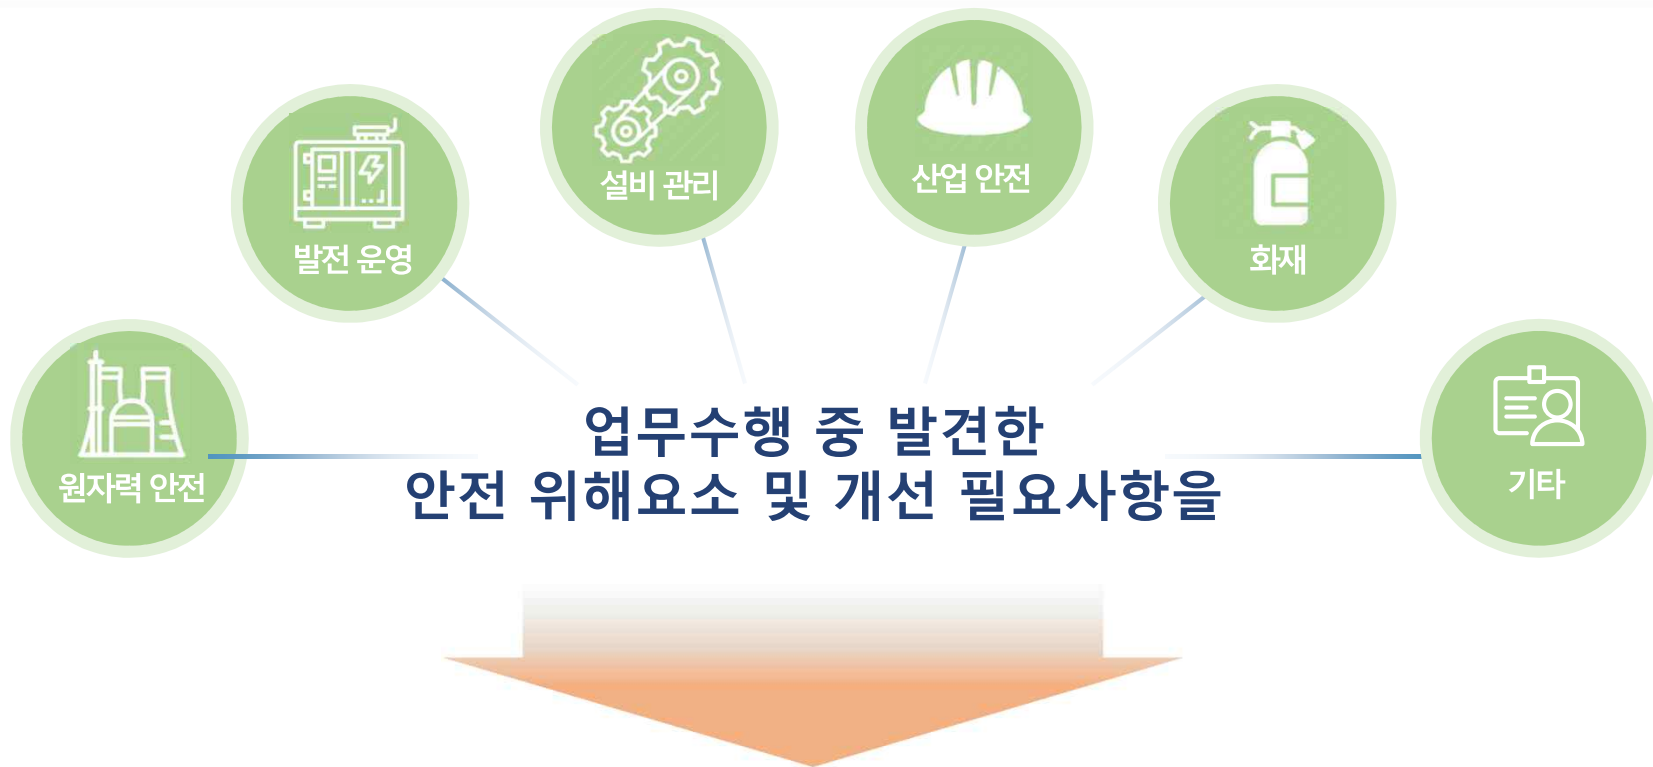 설비 관리
산업 안전
발전 운영
화재
원자력 안전
기타
업무수행 중 발견한
안전 위해요소 및 개선 필요사항을